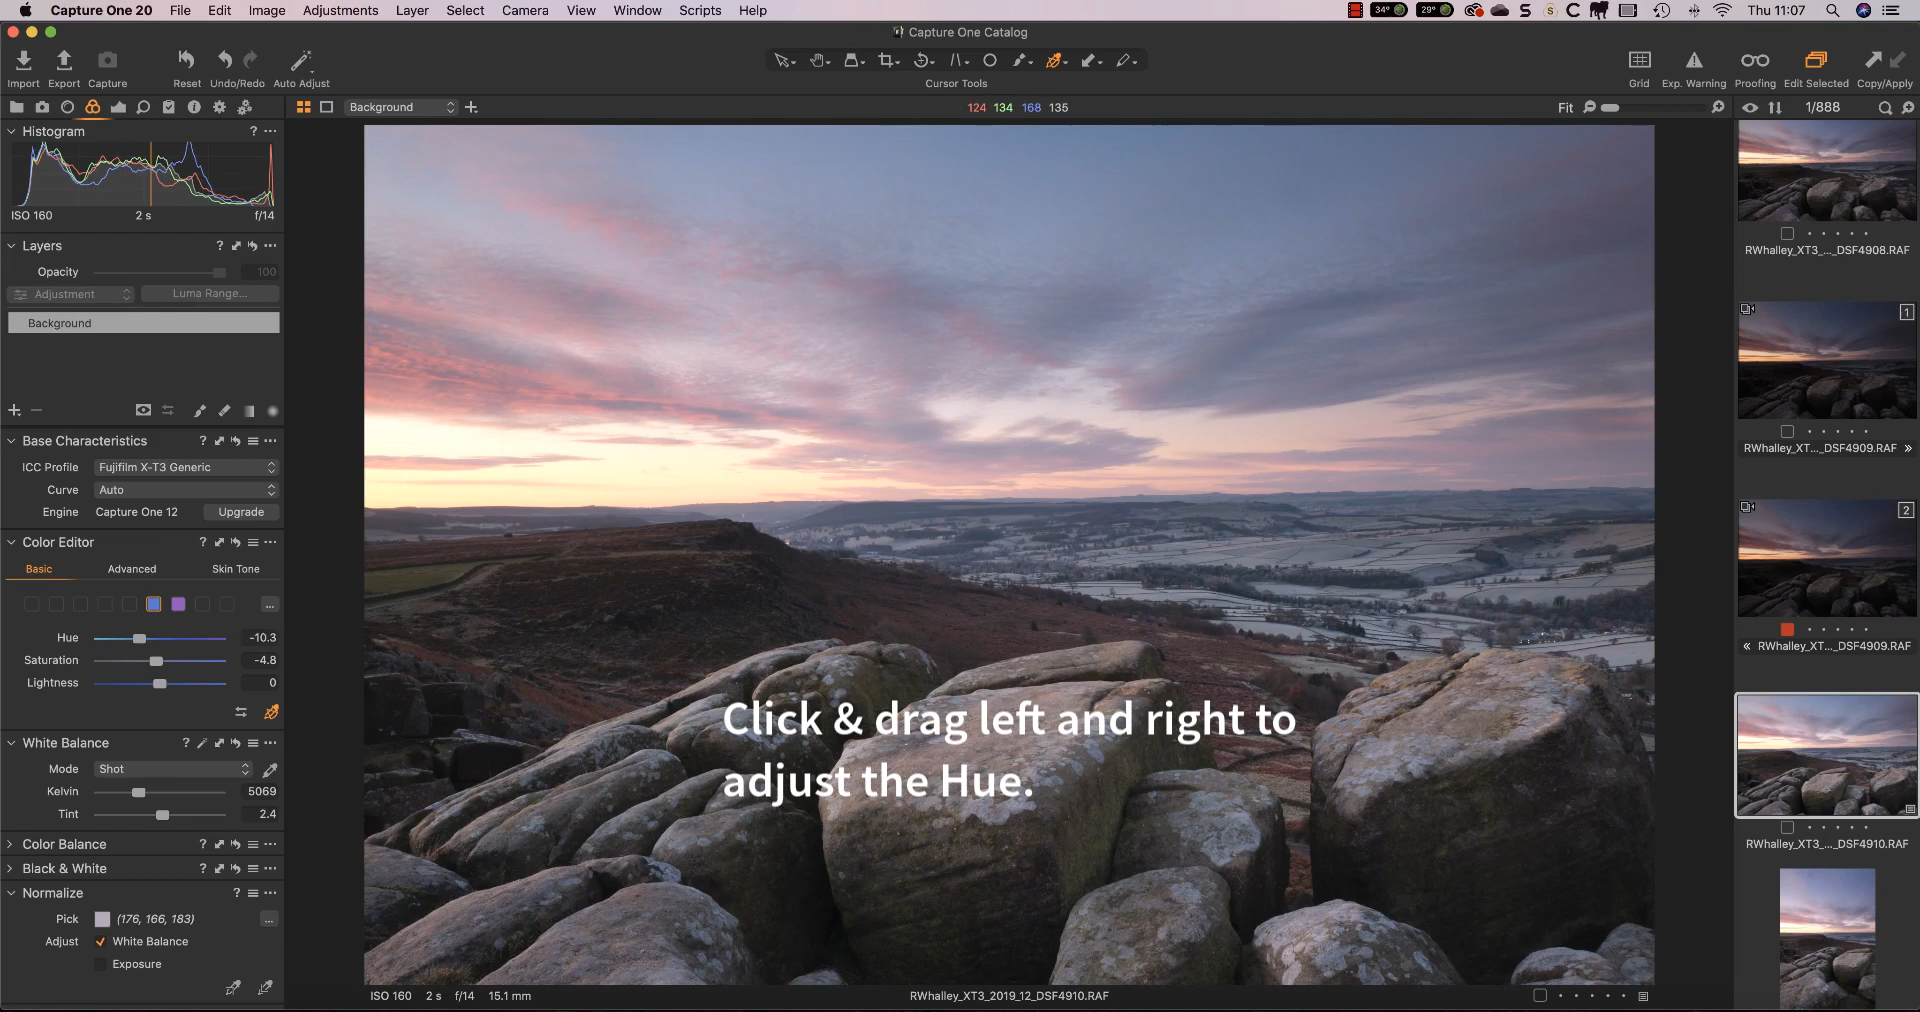 Capture One 20 File Edit Image Adjustments Layer Select Camera View Window Scripts Help 34° 29° Thu 11:07
Capture One Catalog
Import Export Capture Reset Undo/Redo Auto Adjust Cursor Tools Grid Exp. Warning Proofing Edit Selected Copy/Apply
Background 124 134 168 135 Fit 1/888
Histogram
ISO 160 2 s f/14
Layers
Opacity 100
Adjustment Luma Range...
Background
Base Characteristics
ICC Profile Fujifilm X-T3 Generic
Curve Auto
Engine Capture One 12 Upgrade
Color Editor
Basic Advanced Skin Tone
Hue -10.3
Saturation -4.8
Lightness 0
White Balance
Mode Shot
Kelvin 5069
Tint 2.4
Color Balance
Black & White
Normalize
Pick (176, 166, 183)
Adjust White Balance
Exposure
Click & drag left and right to
adjust the Hue.
ISO 160 2 s f/14 15.1 mm RWhalley_XT3_2019_12_DSF4910.RAF
RWhalley_XT3_..._DSF4908.RAF
1
RWhalley_XT..._DSF4909.RAF »
2
« RWhalley_XT..._DSF4909.RAF
RWhalley_XT3_..._DSF4910.RAF